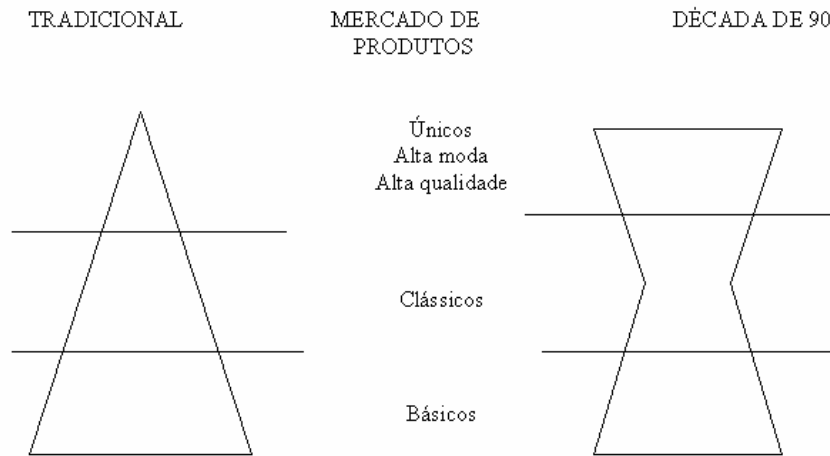 TRADICIONAL
MERCADO DE
PRODUTOS
DÉCADA DE 90
Únicos
Alta moda
Alta qualidade
Clássicos
Básicos